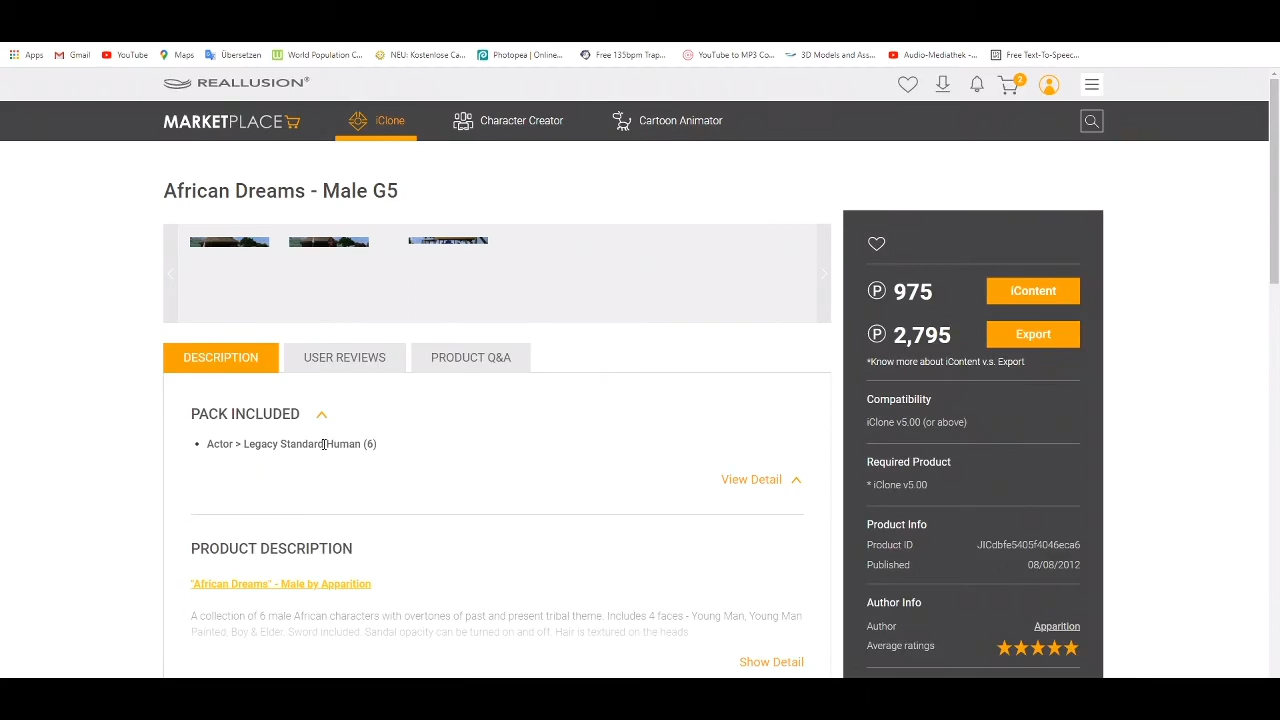 Apps Gmail YouTube Maps Übersetzen World Population C... NEU: Kostenlose Ca... Photopea | Online... Free 135bpm Trap... YouTube to MP3 Co... 3D Models and Ass... Audio-Mediathek -... Free Text-To-Speec...
REALLUSION® 2
MARKETPLACE iClone Character Creator Cartoon Animator
African Dreams - Male G5
P 975 iContent
P 2,795 Export
*Know more about iContent v.s. Export
DESCRIPTION USER REVIEWS PRODUCT Q&A
PACK INCLUDED
• Actor > Legacy Standard Human (6)
View Detail
PRODUCT DESCRIPTION
"African Dreams" - Male by Apparition
A collection of 6 male African characters with overtones of past and present tribal theme. Includes 4 faces - Young Man, Young Man
Painted, Boy & Elder. Sword included. Sandal opacity can be turned on and off. Hair is textured on the heads
Show Detail
Compatibility
iClone v5.00 (or above)
Required Product
* iClone v5.00
Product Info
Product ID JICdbfe5405f4046eca6
Published 08/08/2012
Author Info
Author Apparition
Average ratings